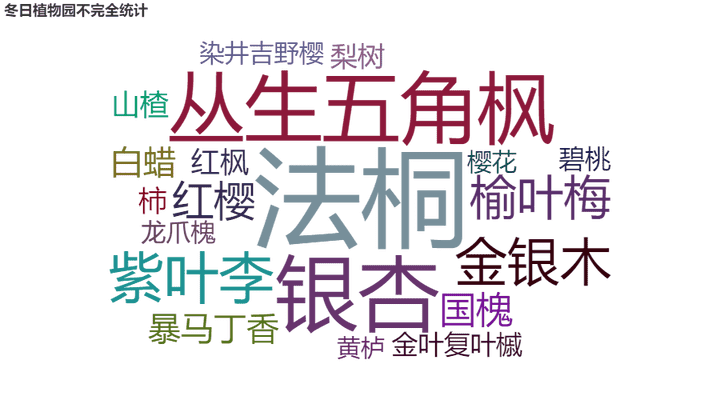 冬日植物园不完全统计
染井吉野樱
梨树
山楂
丛生五角枫
白蜡
红枫
法桐
樱花
碧桃
柿
红樱
榆叶梅
龙爪槐
紫叶李
银杏
金银木
国槐
暴马丁香
黄栌
金叶复叶槭